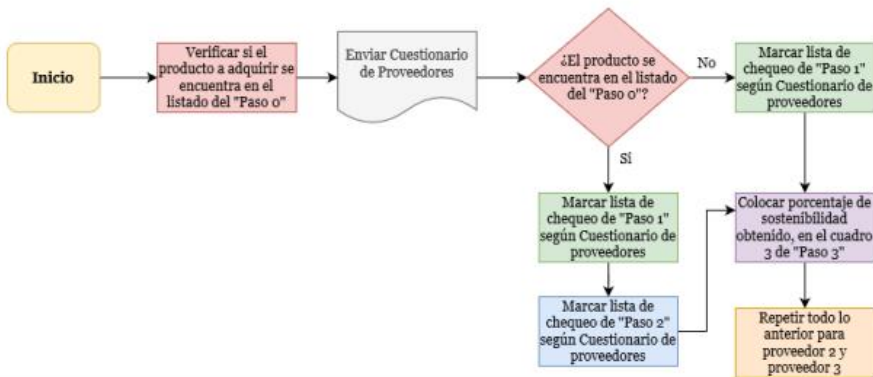 Inicio
Verificar si el
producto a adquirir se
encuentra en el
listado del "Paso 0"
Enviar Cuestionario
de Proveedores
¿El producto se
encuentra en el listado
del "Paso 0"?
No
Marcar lista de
chequeo de "Paso 1"
según Cuestionario de
proveedores
Sí
Marcar lista de
chequeo de "Paso 1"
según Cuestionario de
proveedores
Colocar porcentaje de
sostenibilidad
obtenido, en el cuadro
3 de "Paso 3"
Marcar lista de
chequeo de "Paso 2"
según Cuestionario de
proveedores
Repetir todo lo
anterior para
proveedor 2 y
proveedor 3